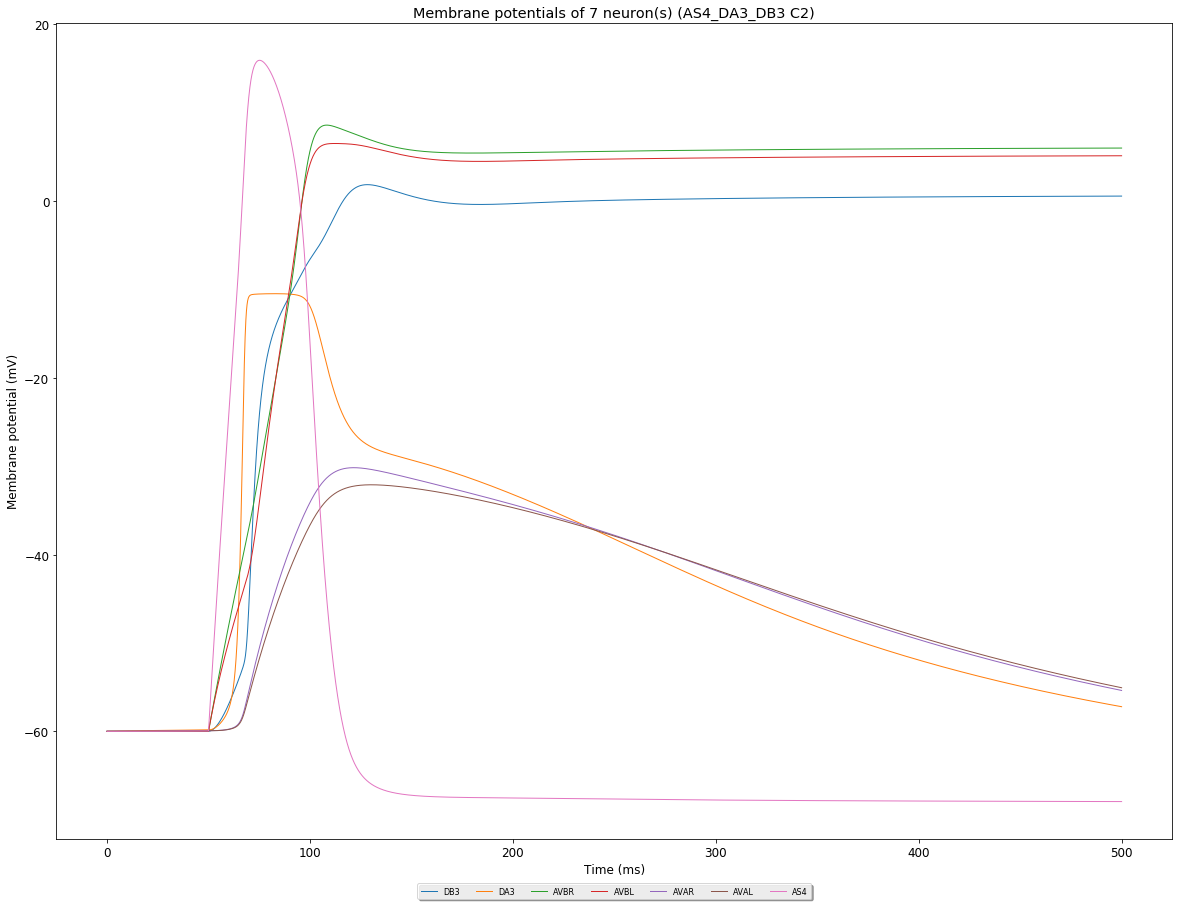 Membrane potentials of 7 neuron(s) (AS4_DA3_DB3 C2)
20
0
−20
−40
−60
Membrane potential (mV)
0 100 200 300 400 500
Time (ms)
DB3 DA3 AVBR AVBL AVAR AVAL AS4